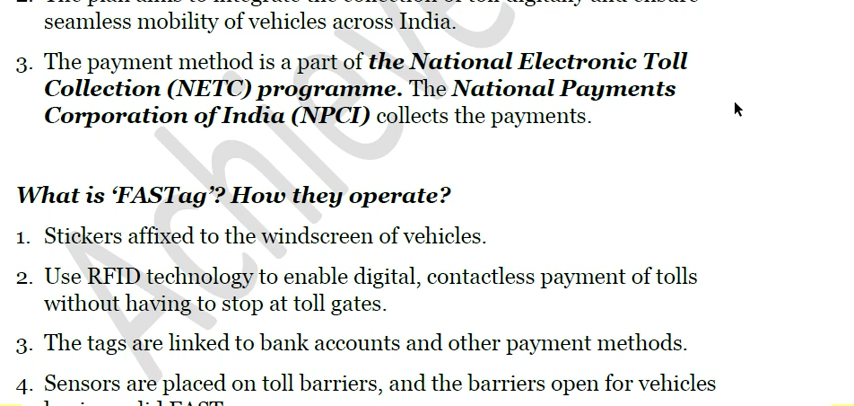 seamless mobility of vehicles across India.
3. The payment method is a part of the National Electronic Toll
Collection (NETC) programme. The National Payments
Corporation of India (NPCI) collects the payments.
What is ‘FASTag’? How they operate?
1. Stickers affixed to the windscreen of vehicles.
2. Use RFID technology to enable digital, contactless payment of tolls
without having to stop at toll gates.
3. The tags are linked to bank accounts and other payment methods.
4. Sensors are placed on toll barriers, and the barriers open for vehicles
Achieve